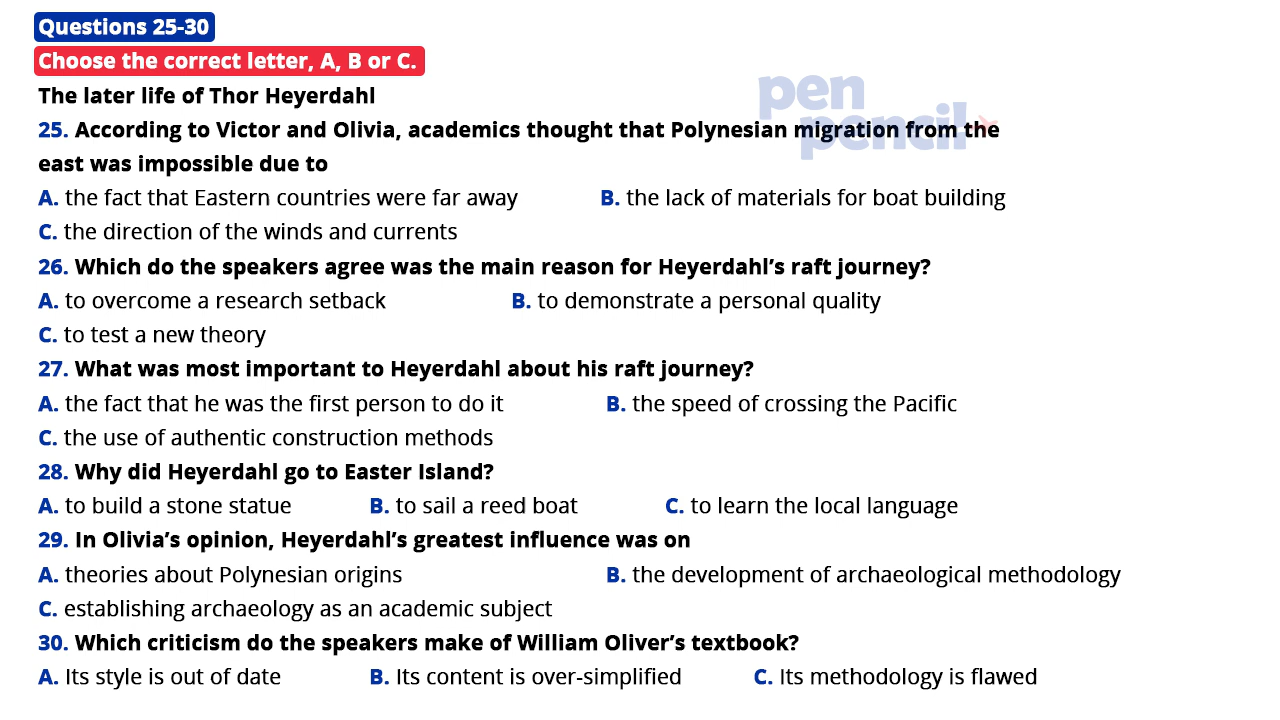 Questions 25-30
Choose the correct letter, A, B or C.
The later life of Thor Heyerdahl
pen
pencil
25. According to Victor and Olivia, academics thought that Polynesian migration from the
east was impossible due to
A. the fact that Eastern countries were far away B. the lack of materials for boat building
C. the direction of the winds and currents
26. Which do the speakers agree was the main reason for Heyerdahl’s raft journey?
A. to overcome a research setback B. to demonstrate a personal quality
C. to test a new theory
27. What was most important to Heyerdahl about his raft journey?
A. the fact that he was the first person to do it B. the speed of crossing the Pacific
C. the use of authentic construction methods
28. Why did Heyerdahl go to Easter Island?
A. to build a stone statue B. to sail a reed boat C. to learn the local language
29. In Olivia’s opinion, Heyerdahl’s greatest influence was on
A. theories about Polynesian origins B. the development of archaeological methodology
C. establishing archaeology as an academic subject
30. Which criticism do the speakers make of William Oliver’s textbook?
A. Its style is out of date B. Its content is over-simplified C. Its methodology is flawed